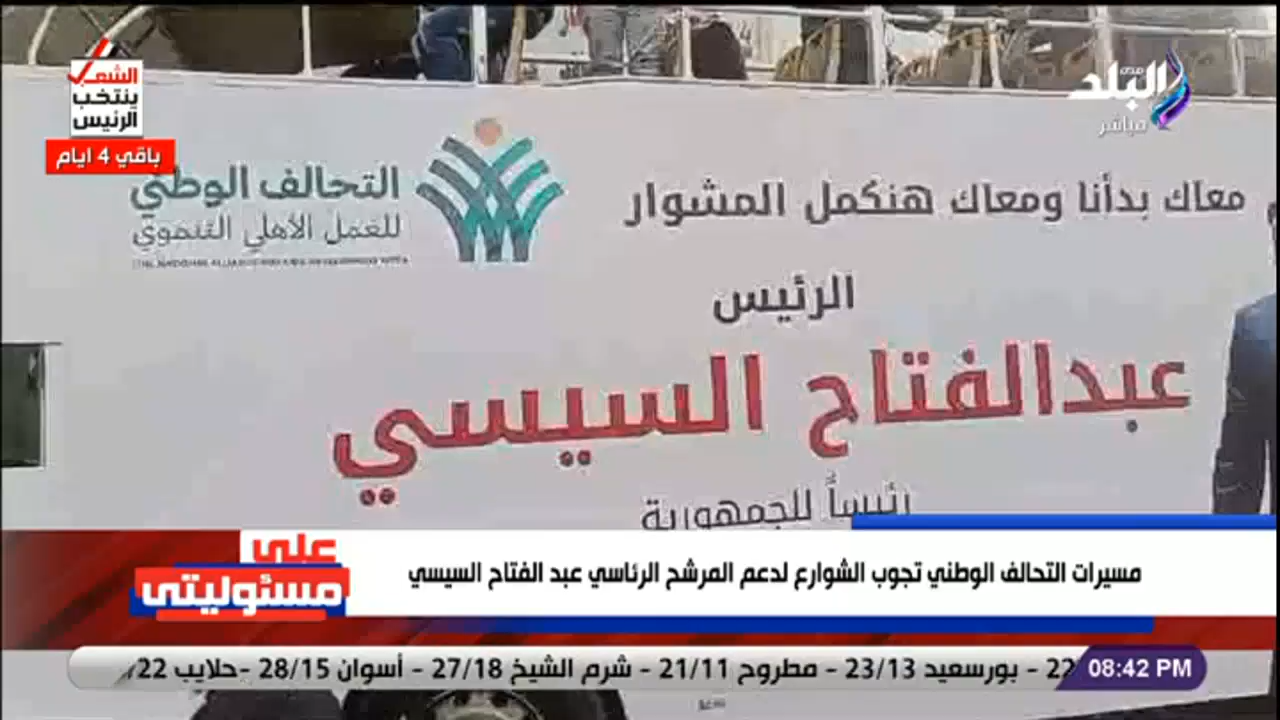 الشعب
ينتخب
الرئيس
باقي 4 ايام
صدى
البلد
مباشر
معاك بدأنا ومعاك هنكمل المشوار
التحالف الوطني
للعمل الأهلي التنموي
الرئيس
عبدالفتاح السيسي
رئيساً للجمهورية
مسيرات التحالف الوطني تجوب الشوارع لدعم المرشح الرئاسي عبد الفتاح السيسي
على
مسئوليتي
22 - بورسعيد 23/13 - مطروح 21/11 - شرم الشيخ 27/18 - أسوان 28/15 -حلايب 22/
08:42 PM